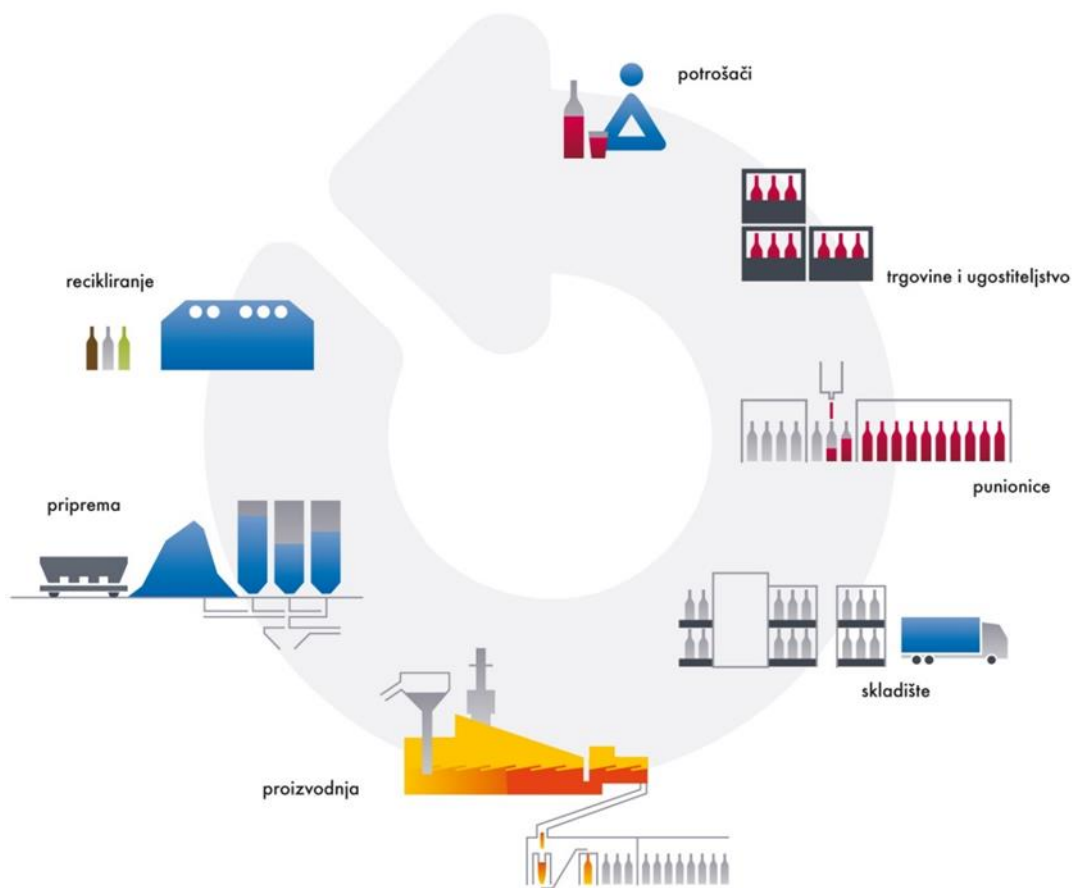 potrošači
trgovine i ugostiteljstvo
recikliranje
punionice
priprema
skladište
proizvodnja